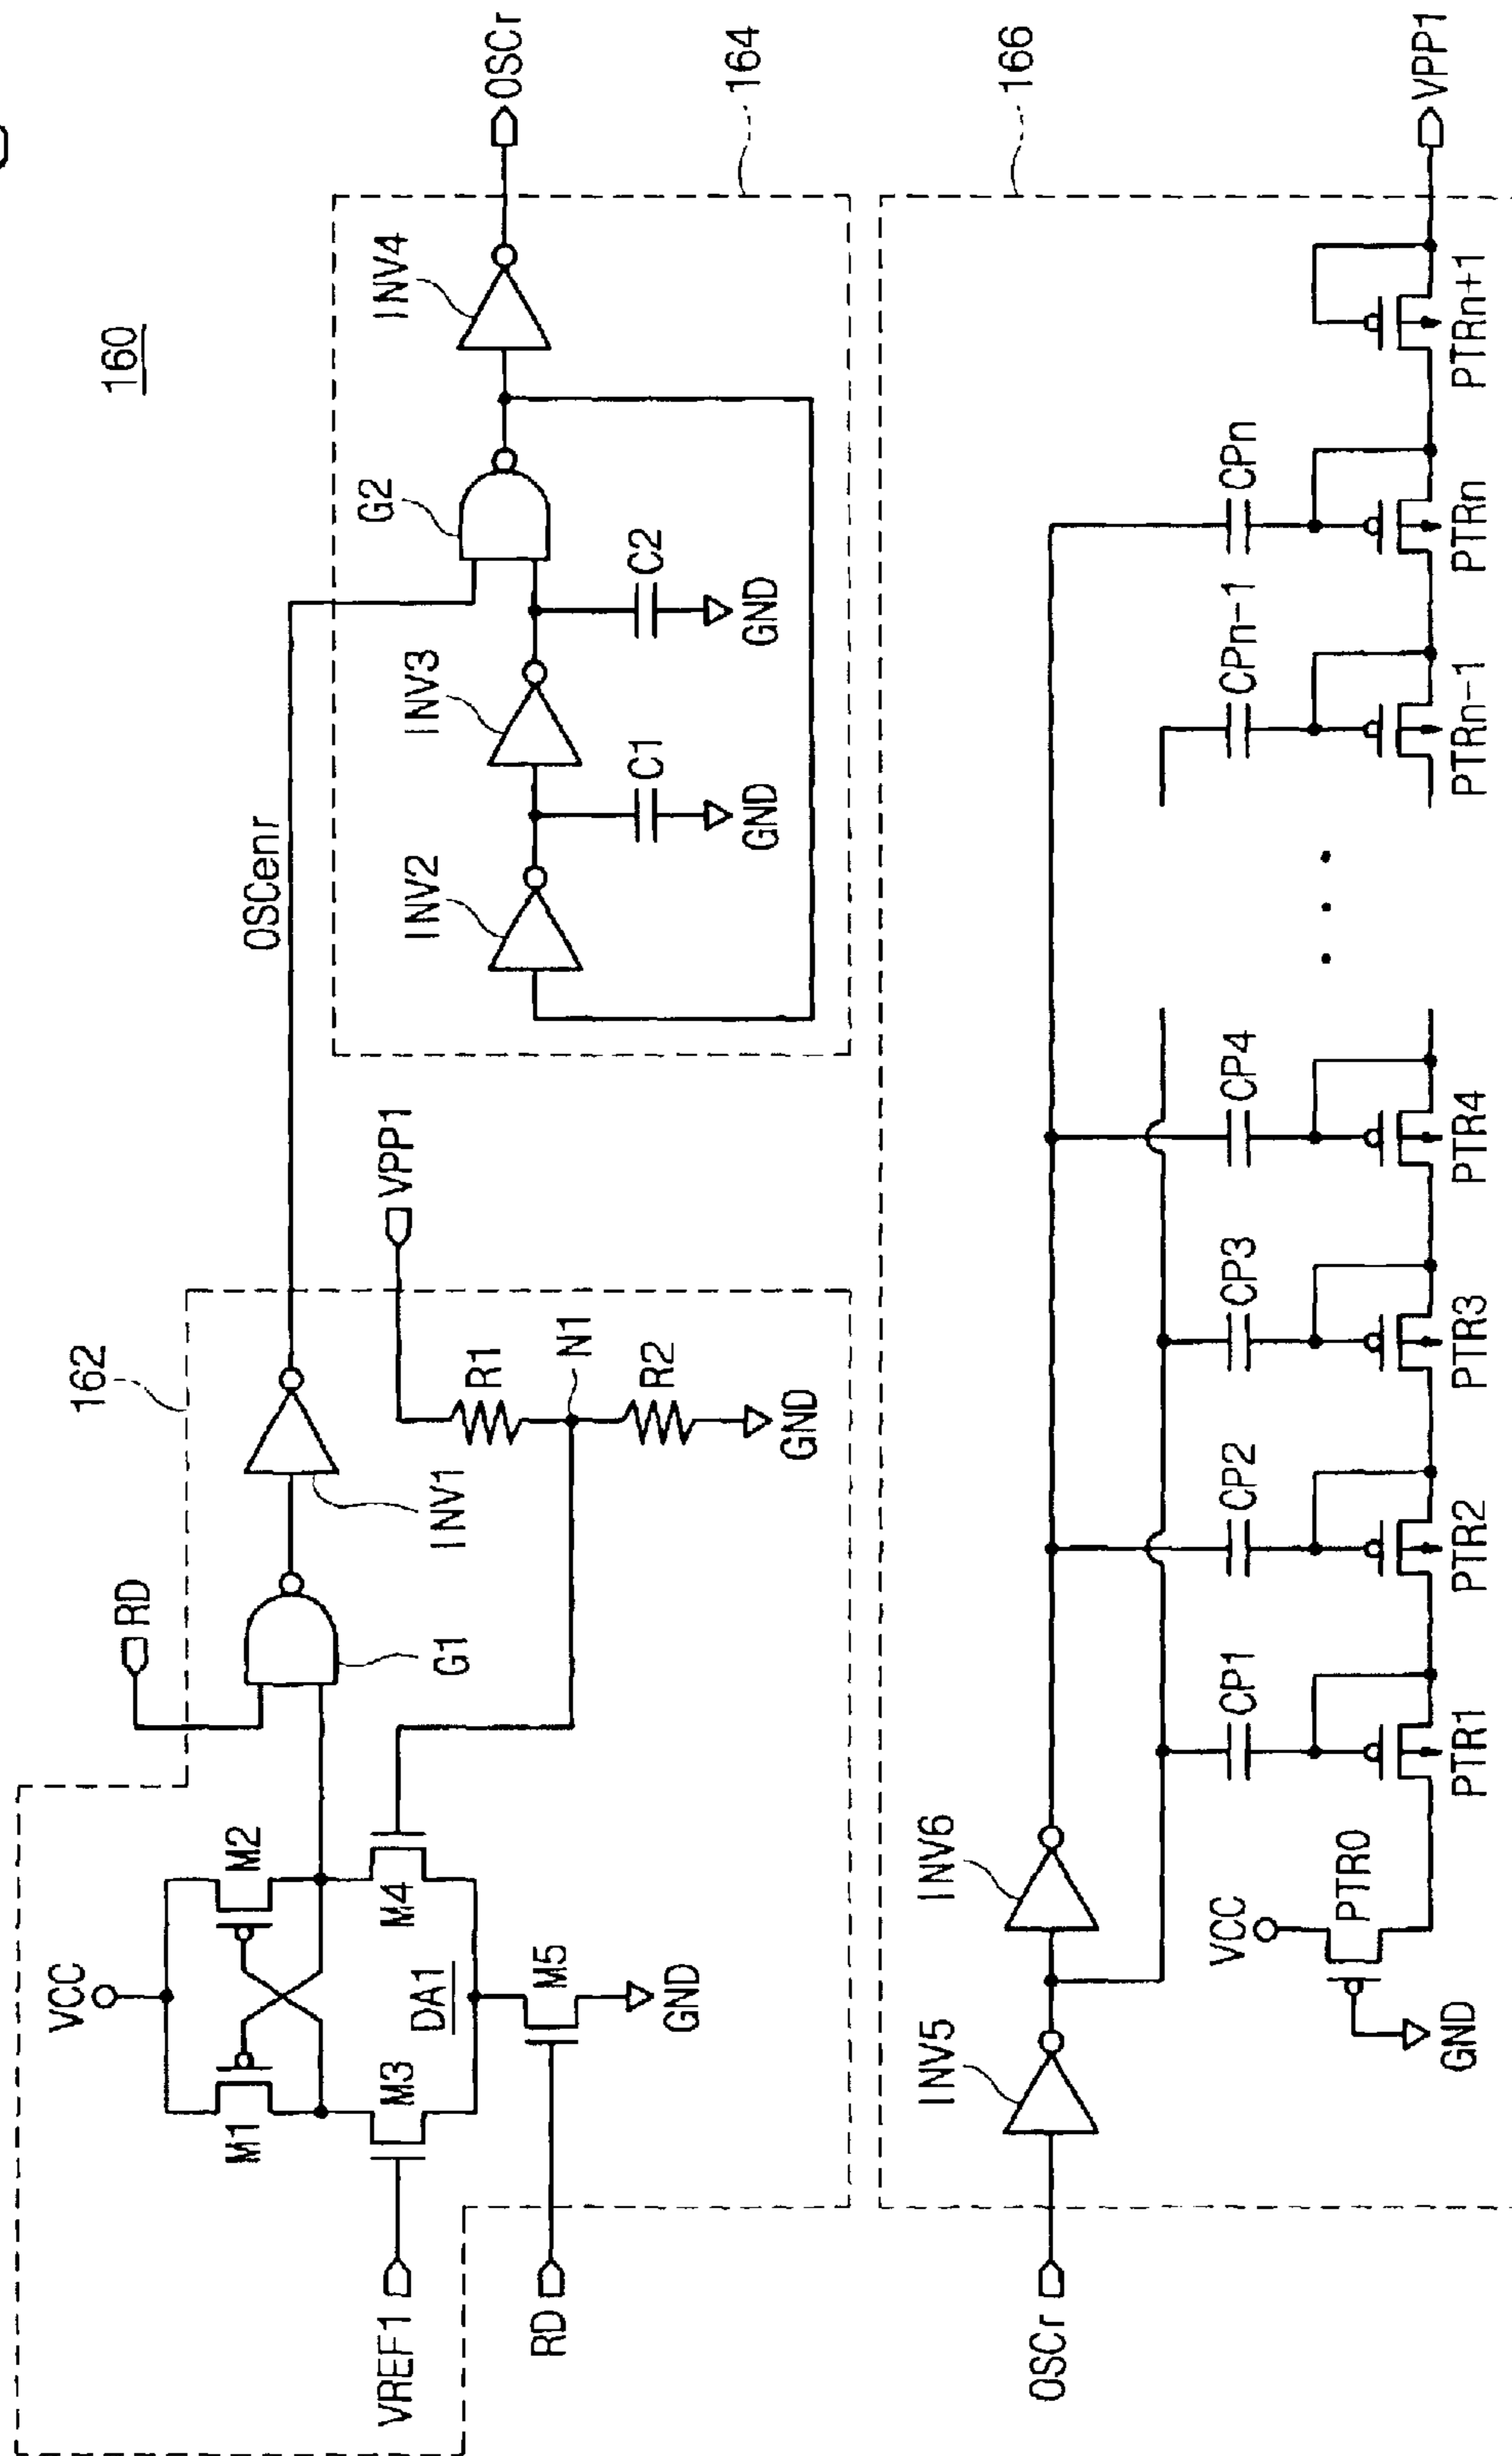 160
162
VCC
M1
M2
M3
M4
DA1
M5
GND
VREF1
RD
RD
G1
INV1
VPP1
R1
N1
R2
GND
OSCenr
164
INV2
C1
GND
INV3
C2
GND
G2
INV4
OSCr
166
OSCr
INV5
INV6
VCC
PTR0
GND
CP1
CP2
CP3
CP4
CPn-1
CPn
PTR1
PTR2
PTR3
PTR4
PTRn-1
PTRn
PTRn+1
VPP1